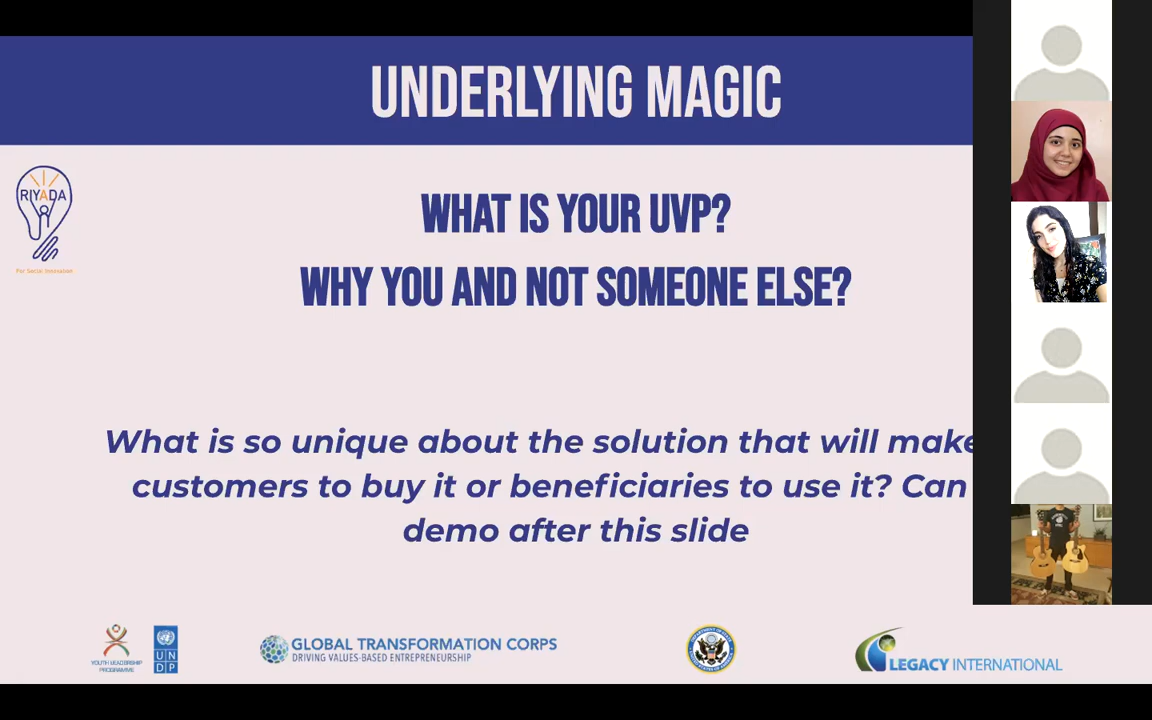 UNDERLYING MAGIC
RIYADA
For Social Innovation
WHAT IS YOUR UVP?
WHY YOU AND NOT SOMEONE ELSE?
What is so unique about the solution that will make
customers to buy it or beneficiaries to use it? Can
demo after this slide
YOUTH LEADERSHIP
PROGRAMME
U N
D P
GLOBAL TRANSFORMATION CORPS
DRIVING VALUES-BASED ENTREPRENEURSHIP
LEGACY INTERNATIONAL